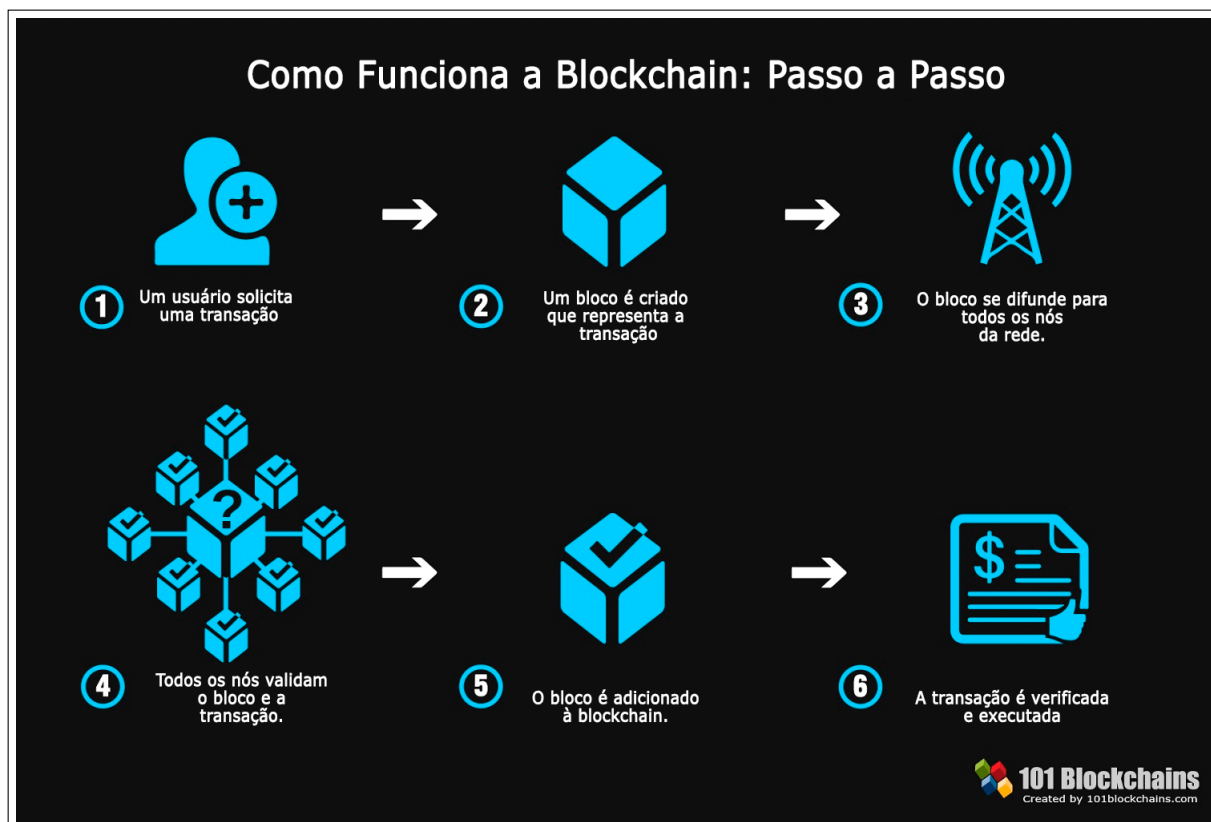 Como Funciona a Blockchain: Passo a Passo
1
Um usuário solicita
uma transação
2
Um bloco é criado
que representa a
transação
3
O bloco se difunde para
todos os nós
da rede.
?
4
Todos os nós validam
o bloco e a
transação.
5
O bloco é adicionado
à blockchain.
$
6
A transação é verificada
e executada
101 Blockchains
Created by 101blockchains.com